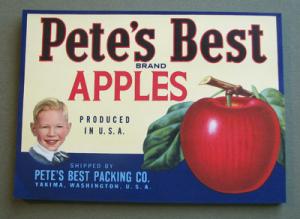 Pete's Best
BRAND
APPLES
PRODUCED
IN U.S.A.
SHIPPED BY
PETE'S BEST PACKING CO.
YAKIMA, WASHINGTON, U.S.A.